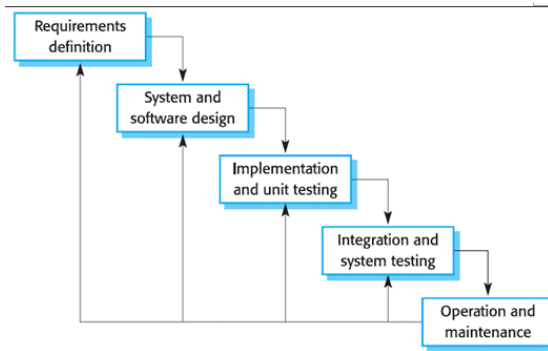 Requirements
definition
System and
software design
Implementation
and unit testing
Integration and
system testing
Operation and
maintenance